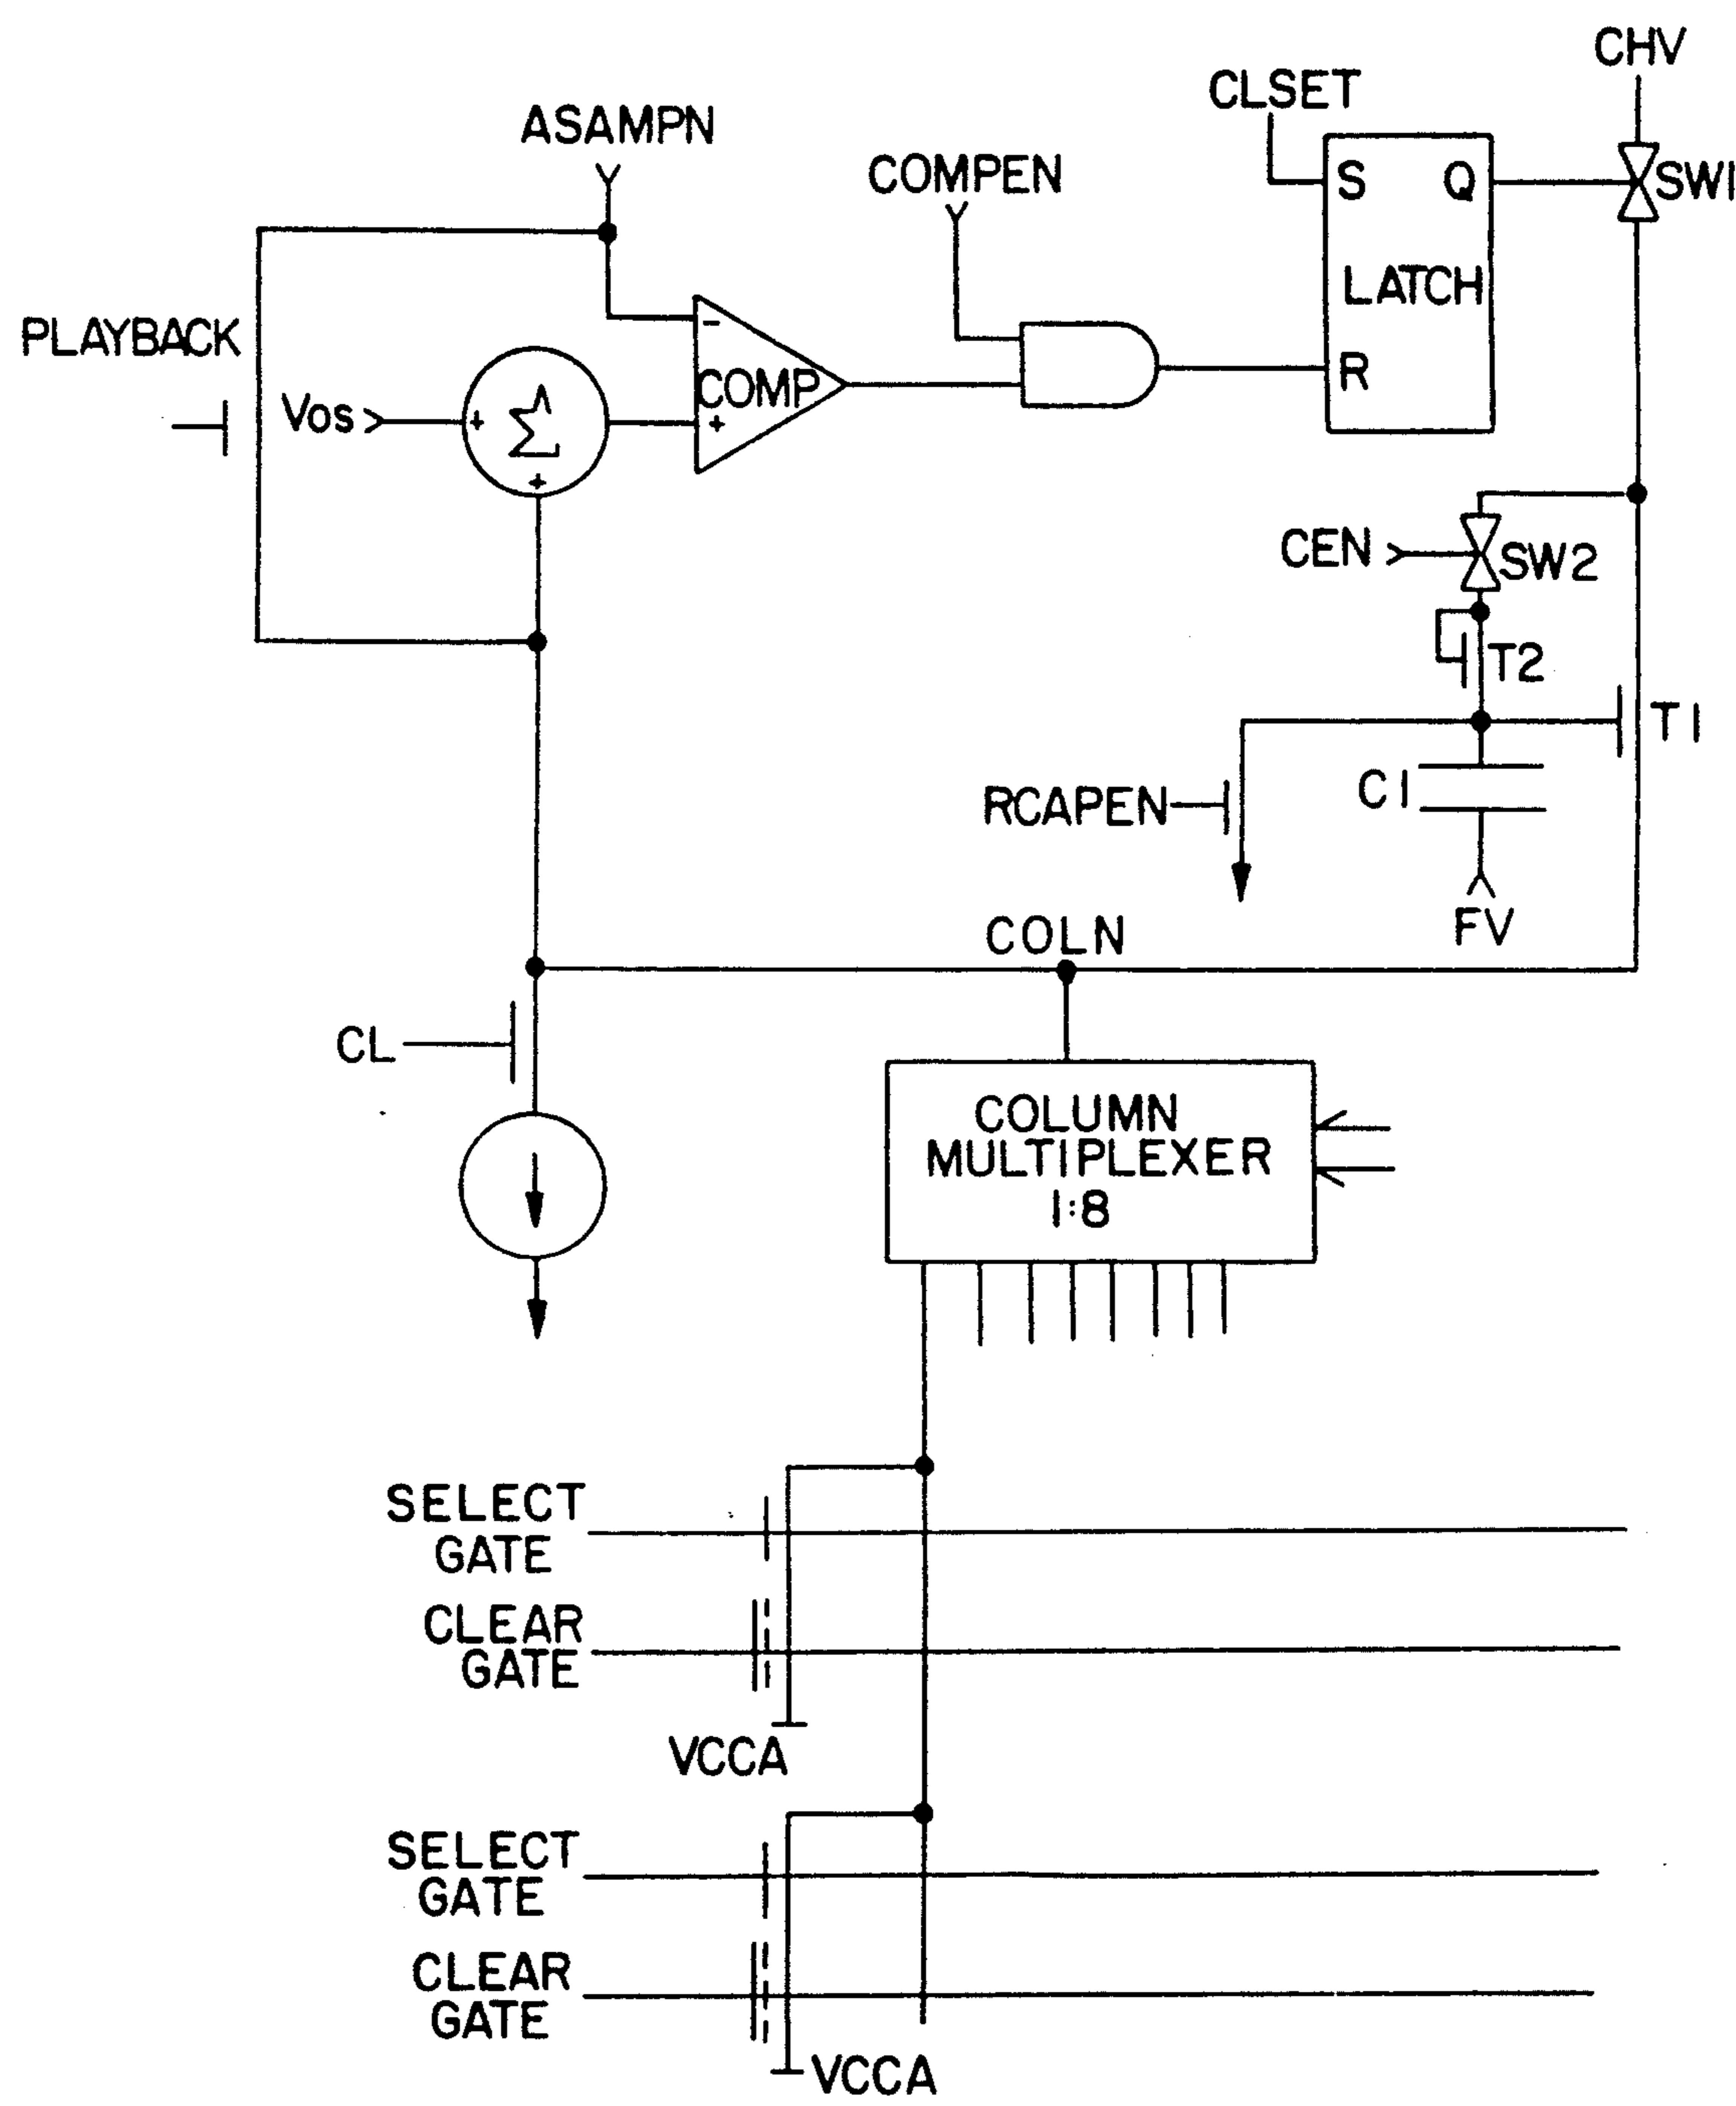 CHV
CLSET
ASAMPN
COMPEN
S Q
SW1
LATCH
PLAYBACK
-
R
COMP
Vos
+
Σ
+
+
CEN
SW2
T2
T1
C1
RCAPEN
FV
COLN
CL
COLUMN
MULTIPLEXER
1:8
SELECT
GATE
CLEAR
GATE
VCCA
SELECT
GATE
CLEAR
GATE
VCCA